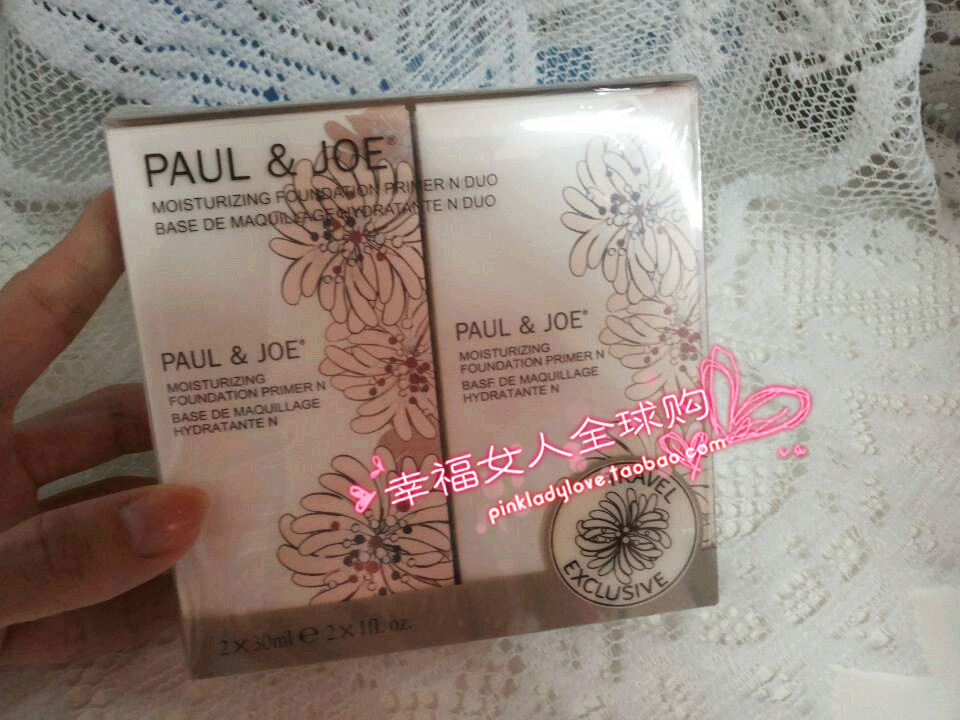 PAUL & JOE®
MOISTURIZING FOUNDATION PRIMER N DUO
BASE DE MAQUILLAGE HYDRATANTE N DUO
PAUL & JOE®
MOISTURIZING
FOUNDATION PRIMER N
BASE DE MAQUILLAGE
HYDRATANTE N
PAUL & JOE®
MOISTURIZING
FOUNDATION PRIMER N
BASE DE MAQUILLAGE
HYDRATANTE N
幸福女人全球购
pinkladylove.taobao.com
TRAVEL
EXCLUSIVE
2×30ml ℮ 2×1fl. oz.